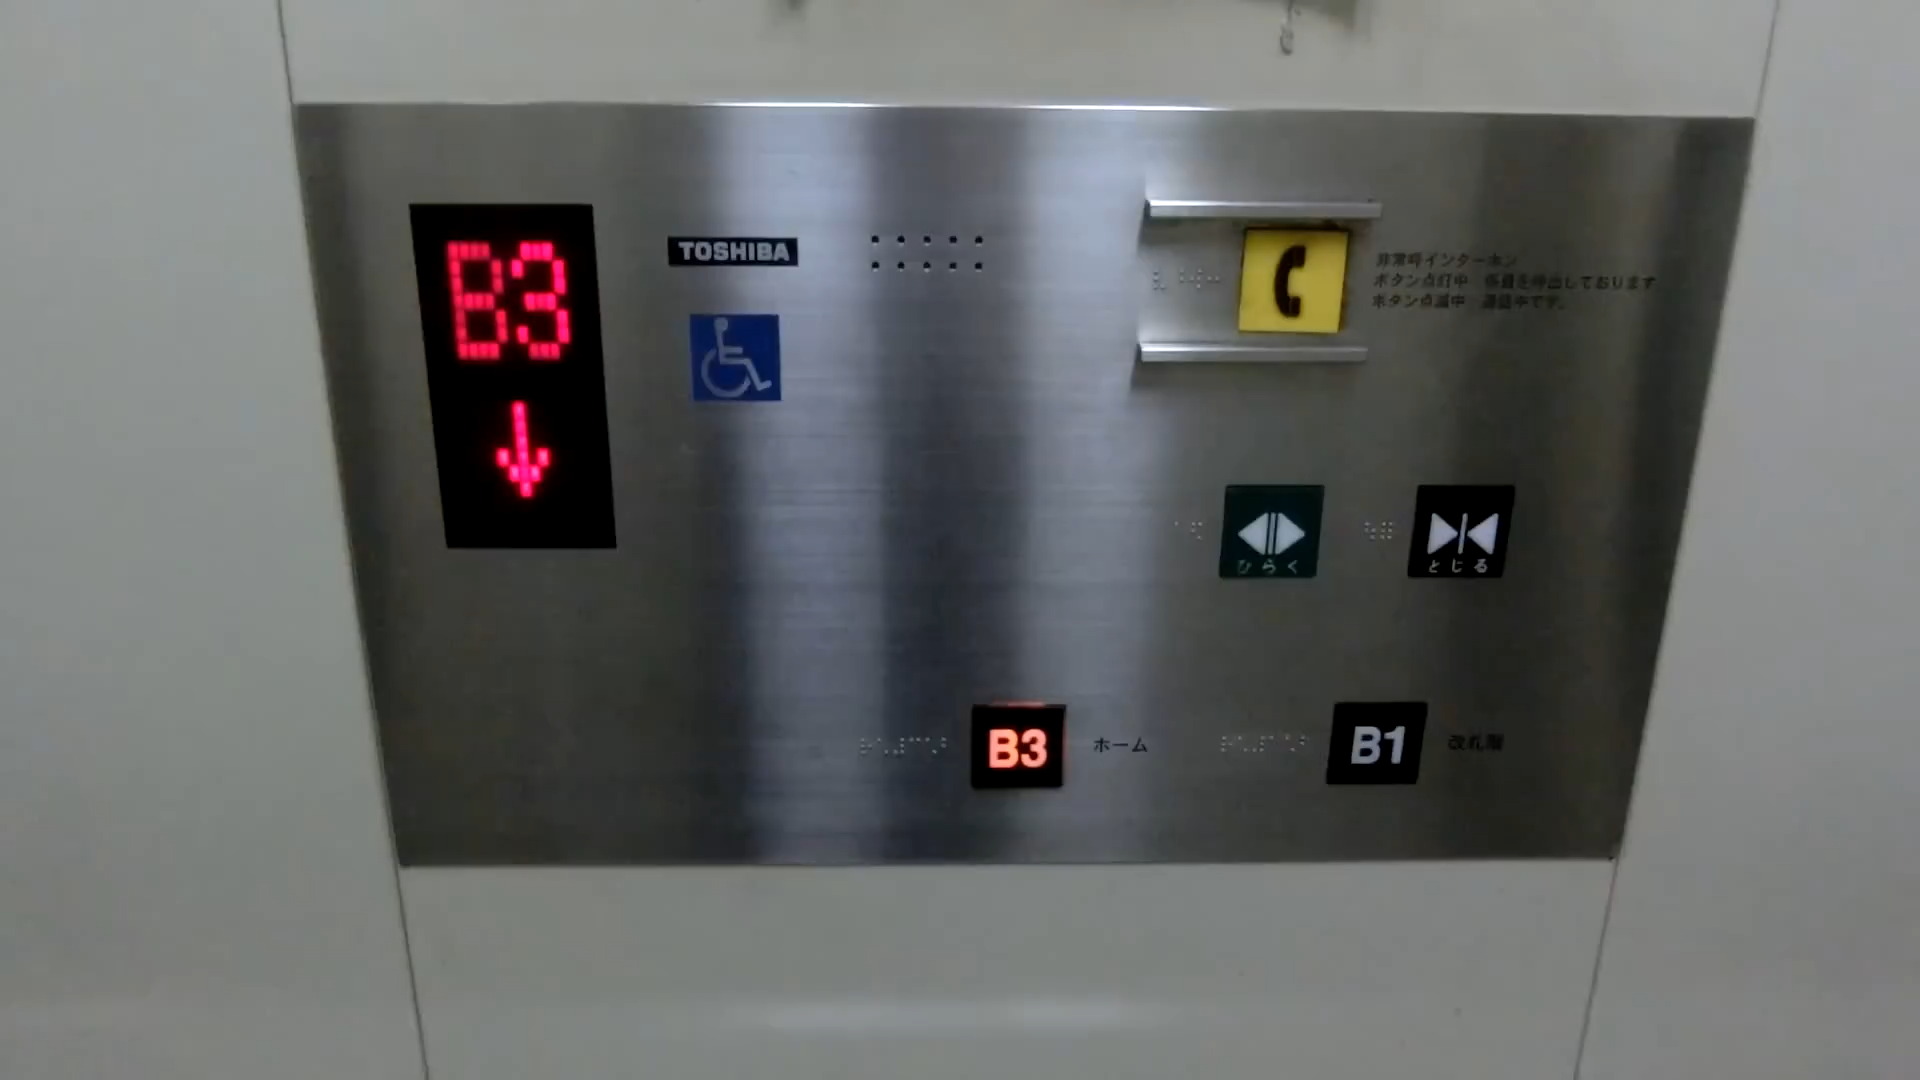 B3
TOSHIBA
非常呼インターホン
ボタン点灯中 係員を呼出しております
ボタン点滅中 通話中です。
ひらく
とじる
B3 ホーム
B1 改札階